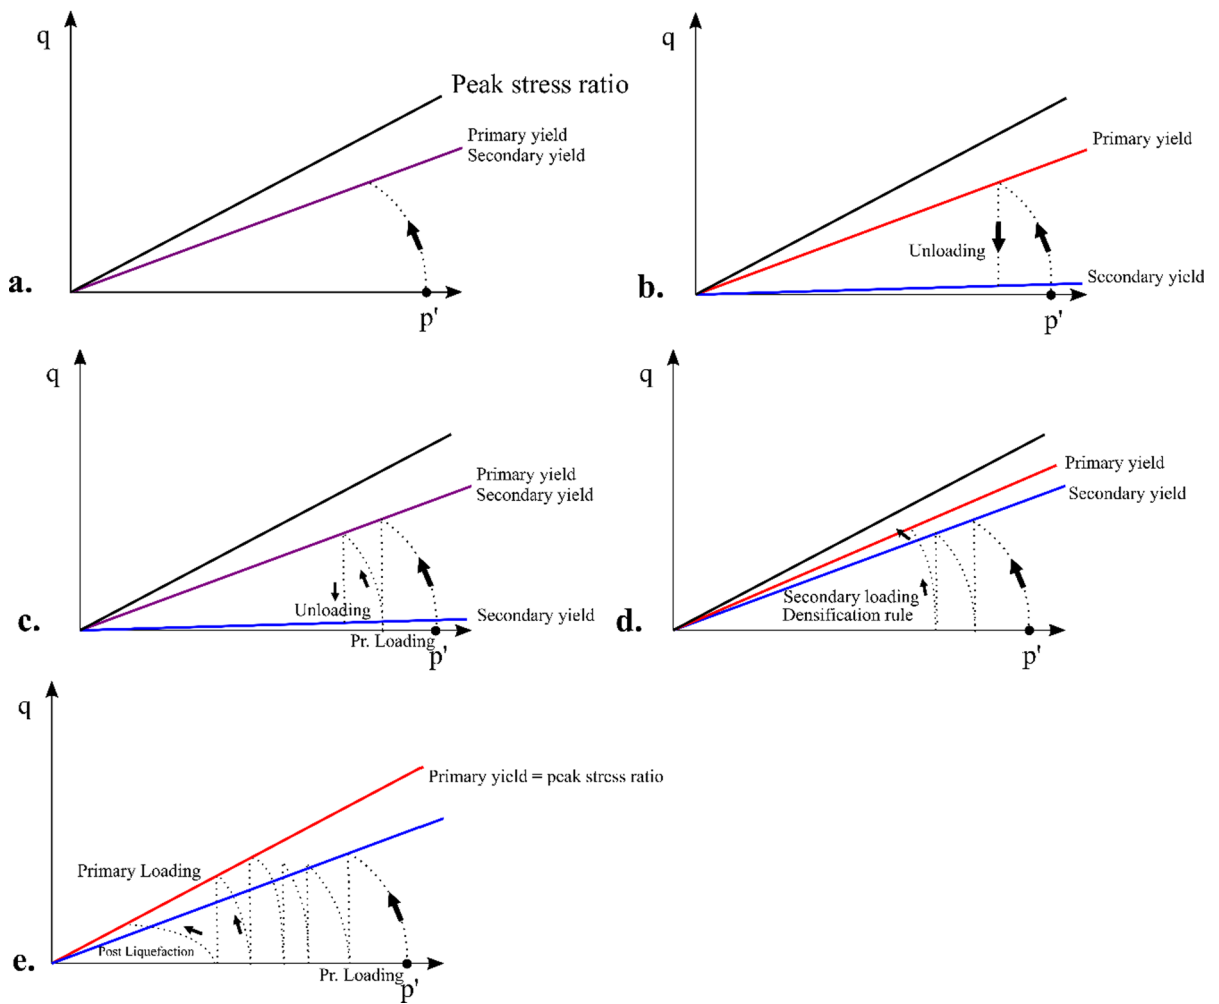 q
Peak stress ratio
Primary yield
Secondary yield
a.
p'
q
Primary yield
Unloading
Secondary yield
b.
p'
q
Primary yield
Secondary yield
Unloading
Secondary yield
c.
Pr. Loading
p'
q
Primary yield
Secondary yield
Secondary loading
Densification rule
d.
p'
q
Primary yield = peak stress ratio
Primary Loading
Post Liquefaction
e.
Pr. Loading
p'